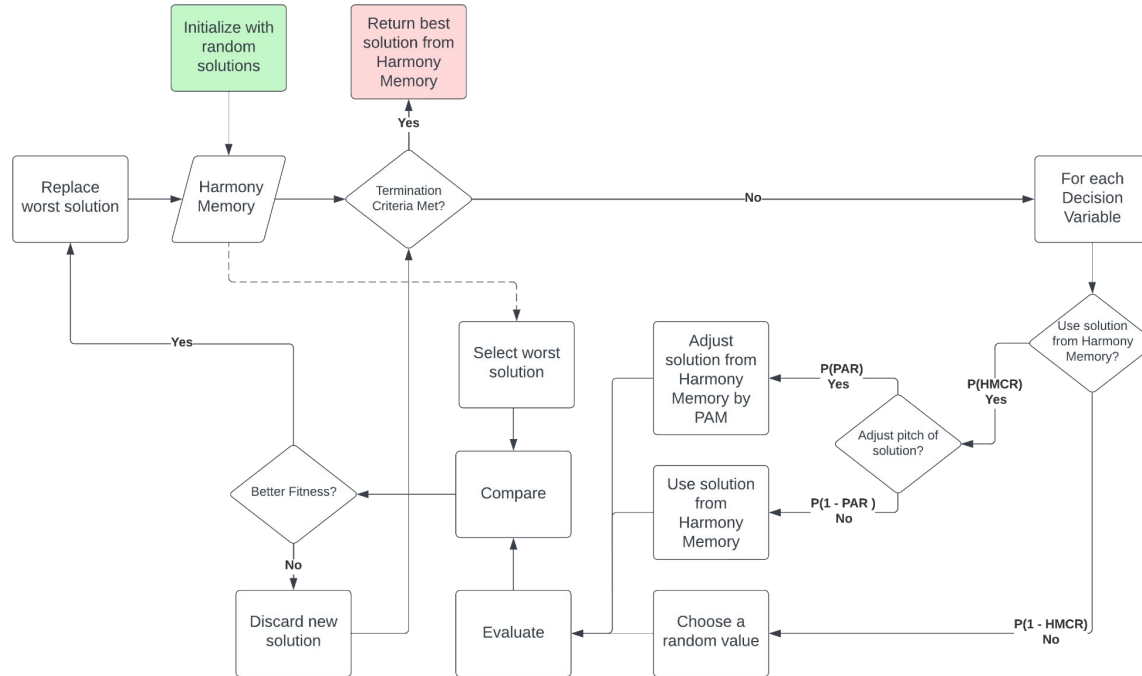 Initialize with
random
solutions
Return best
solution from
Harmony
Memory
Yes
Replace
worst solution
Harmony
Memory
Termination
Criteria Met?
No
For each
Decision
Variable
Use solution
from Harmony
Memory?
Yes
Select worst
solution
Adjust
solution from
Harmony
Memory by
PAM
P(PAR)
Yes
P(HMCR)
Yes
Adjust pitch of
solution?
Better Fitness?
Compare
Use solution
from
Harmony
Memory
P(1 - PAR )
No
No
Discard new
solution
Evaluate
Choose a
random value
P(1 - HMCR)
No